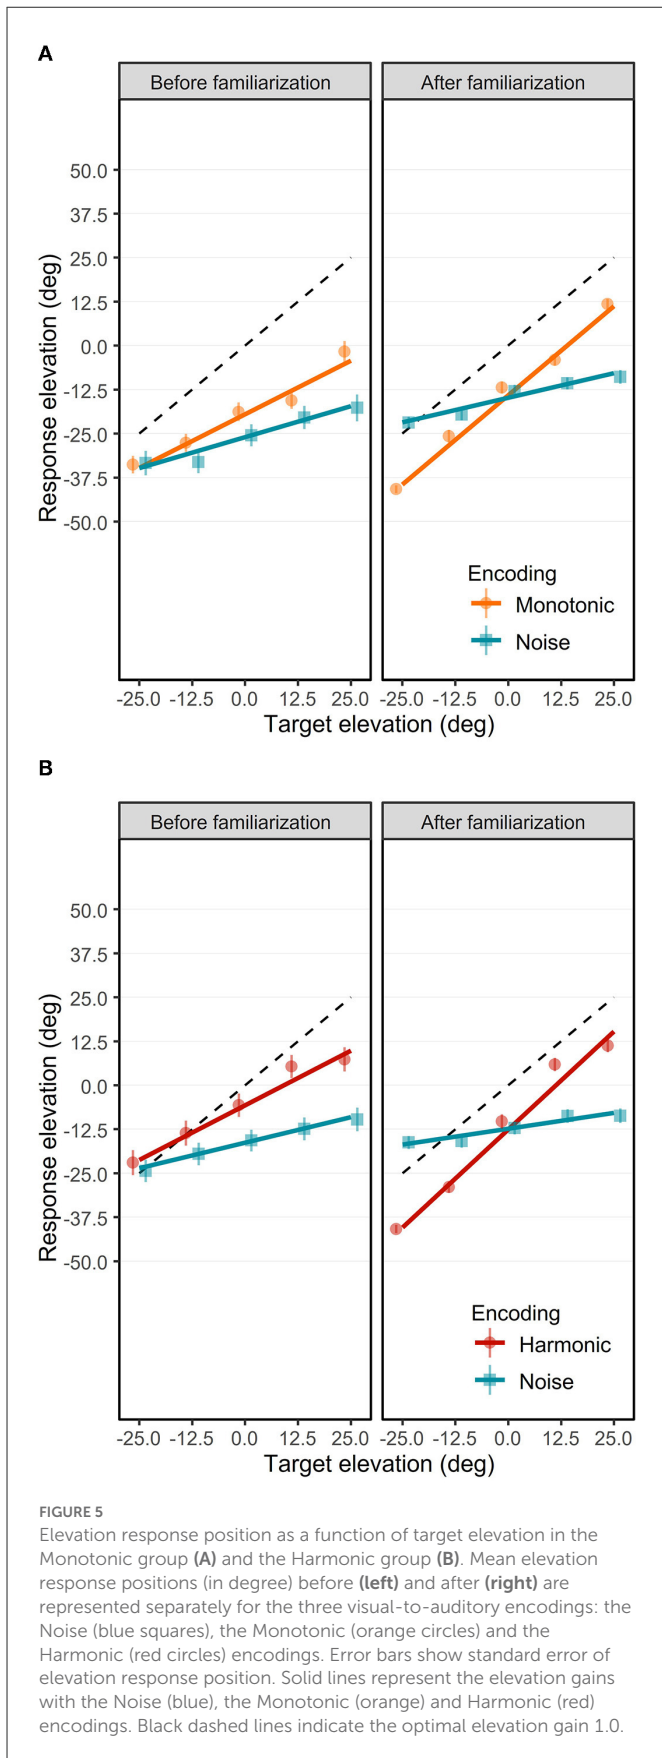 A
Before familiarization
After familiarization
50.0
37.5
25.0
12.5
0.0
-12.5
-25.0
-37.5
-50.0
Response elevation (deg)
Encoding
Monotonic
Noise
-25.0 -12.5 0.0 12.5 25.0
-25.0 -12.5 0.0 12.5 25.0
Target elevation (deg)
B
Before familiarization
After familiarization
50.0
37.5
25.0
12.5
0.0
-12.5
-25.0
-37.5
-50.0
Response elevation (deg)
Encoding
Harmonic
Noise
-25.0 -12.5 0.0 12.5 25.0
-25.0 -12.5 0.0 12.5 25.0
Target elevation (deg)
FIGURE 5
Elevation response position as a function of target elevation in the
Monotonic group (A) and the Harmonic group (B). Mean elevation
response positions (in degree) before (left) and after (right) are
represented separately for the three visual-to-auditory encodings: the
Noise (blue squares), the Monotonic (orange circles) and the
Harmonic (red circles) encodings. Error bars show standard error of
elevation response position. Solid lines represent the elevation gains
with the Noise (blue), the Monotonic (orange) and Harmonic (red)
encodings. Black dashed lines indicate the optimal elevation gain 1.0.